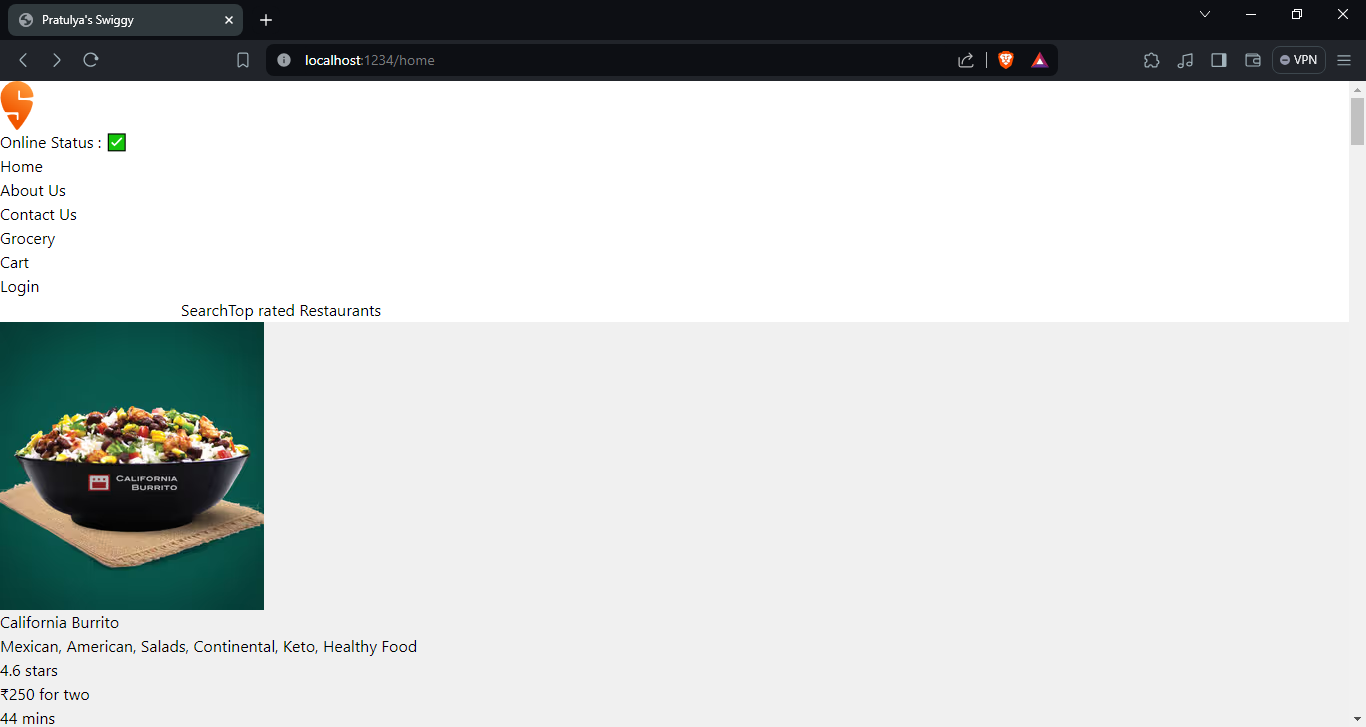 Pratulya's Swiggy
localhost:1234/home
VPN
Online Status : ✅
Home
About Us
Contact Us
Grocery
Cart
Login
SearchTop rated Restaurants
CALIFORNIA
BURRITO
California Burrito
Mexican, American, Salads, Continental, Keto, Healthy Food
4.6 stars
₹250 for two
44 mins